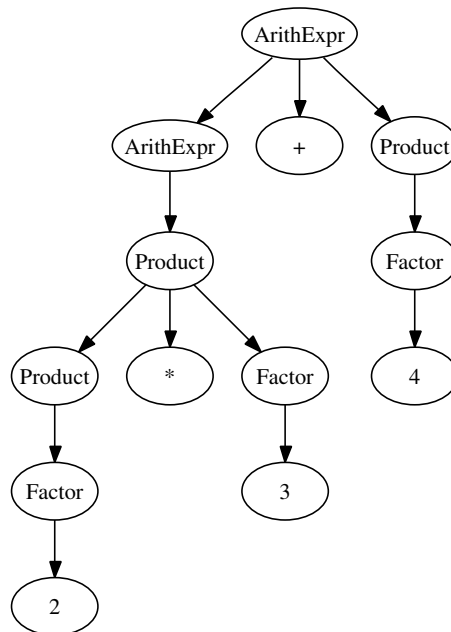 ArithExpr
ArithExpr + Product
Product Factor
Product * Factor 4
Factor 3
2